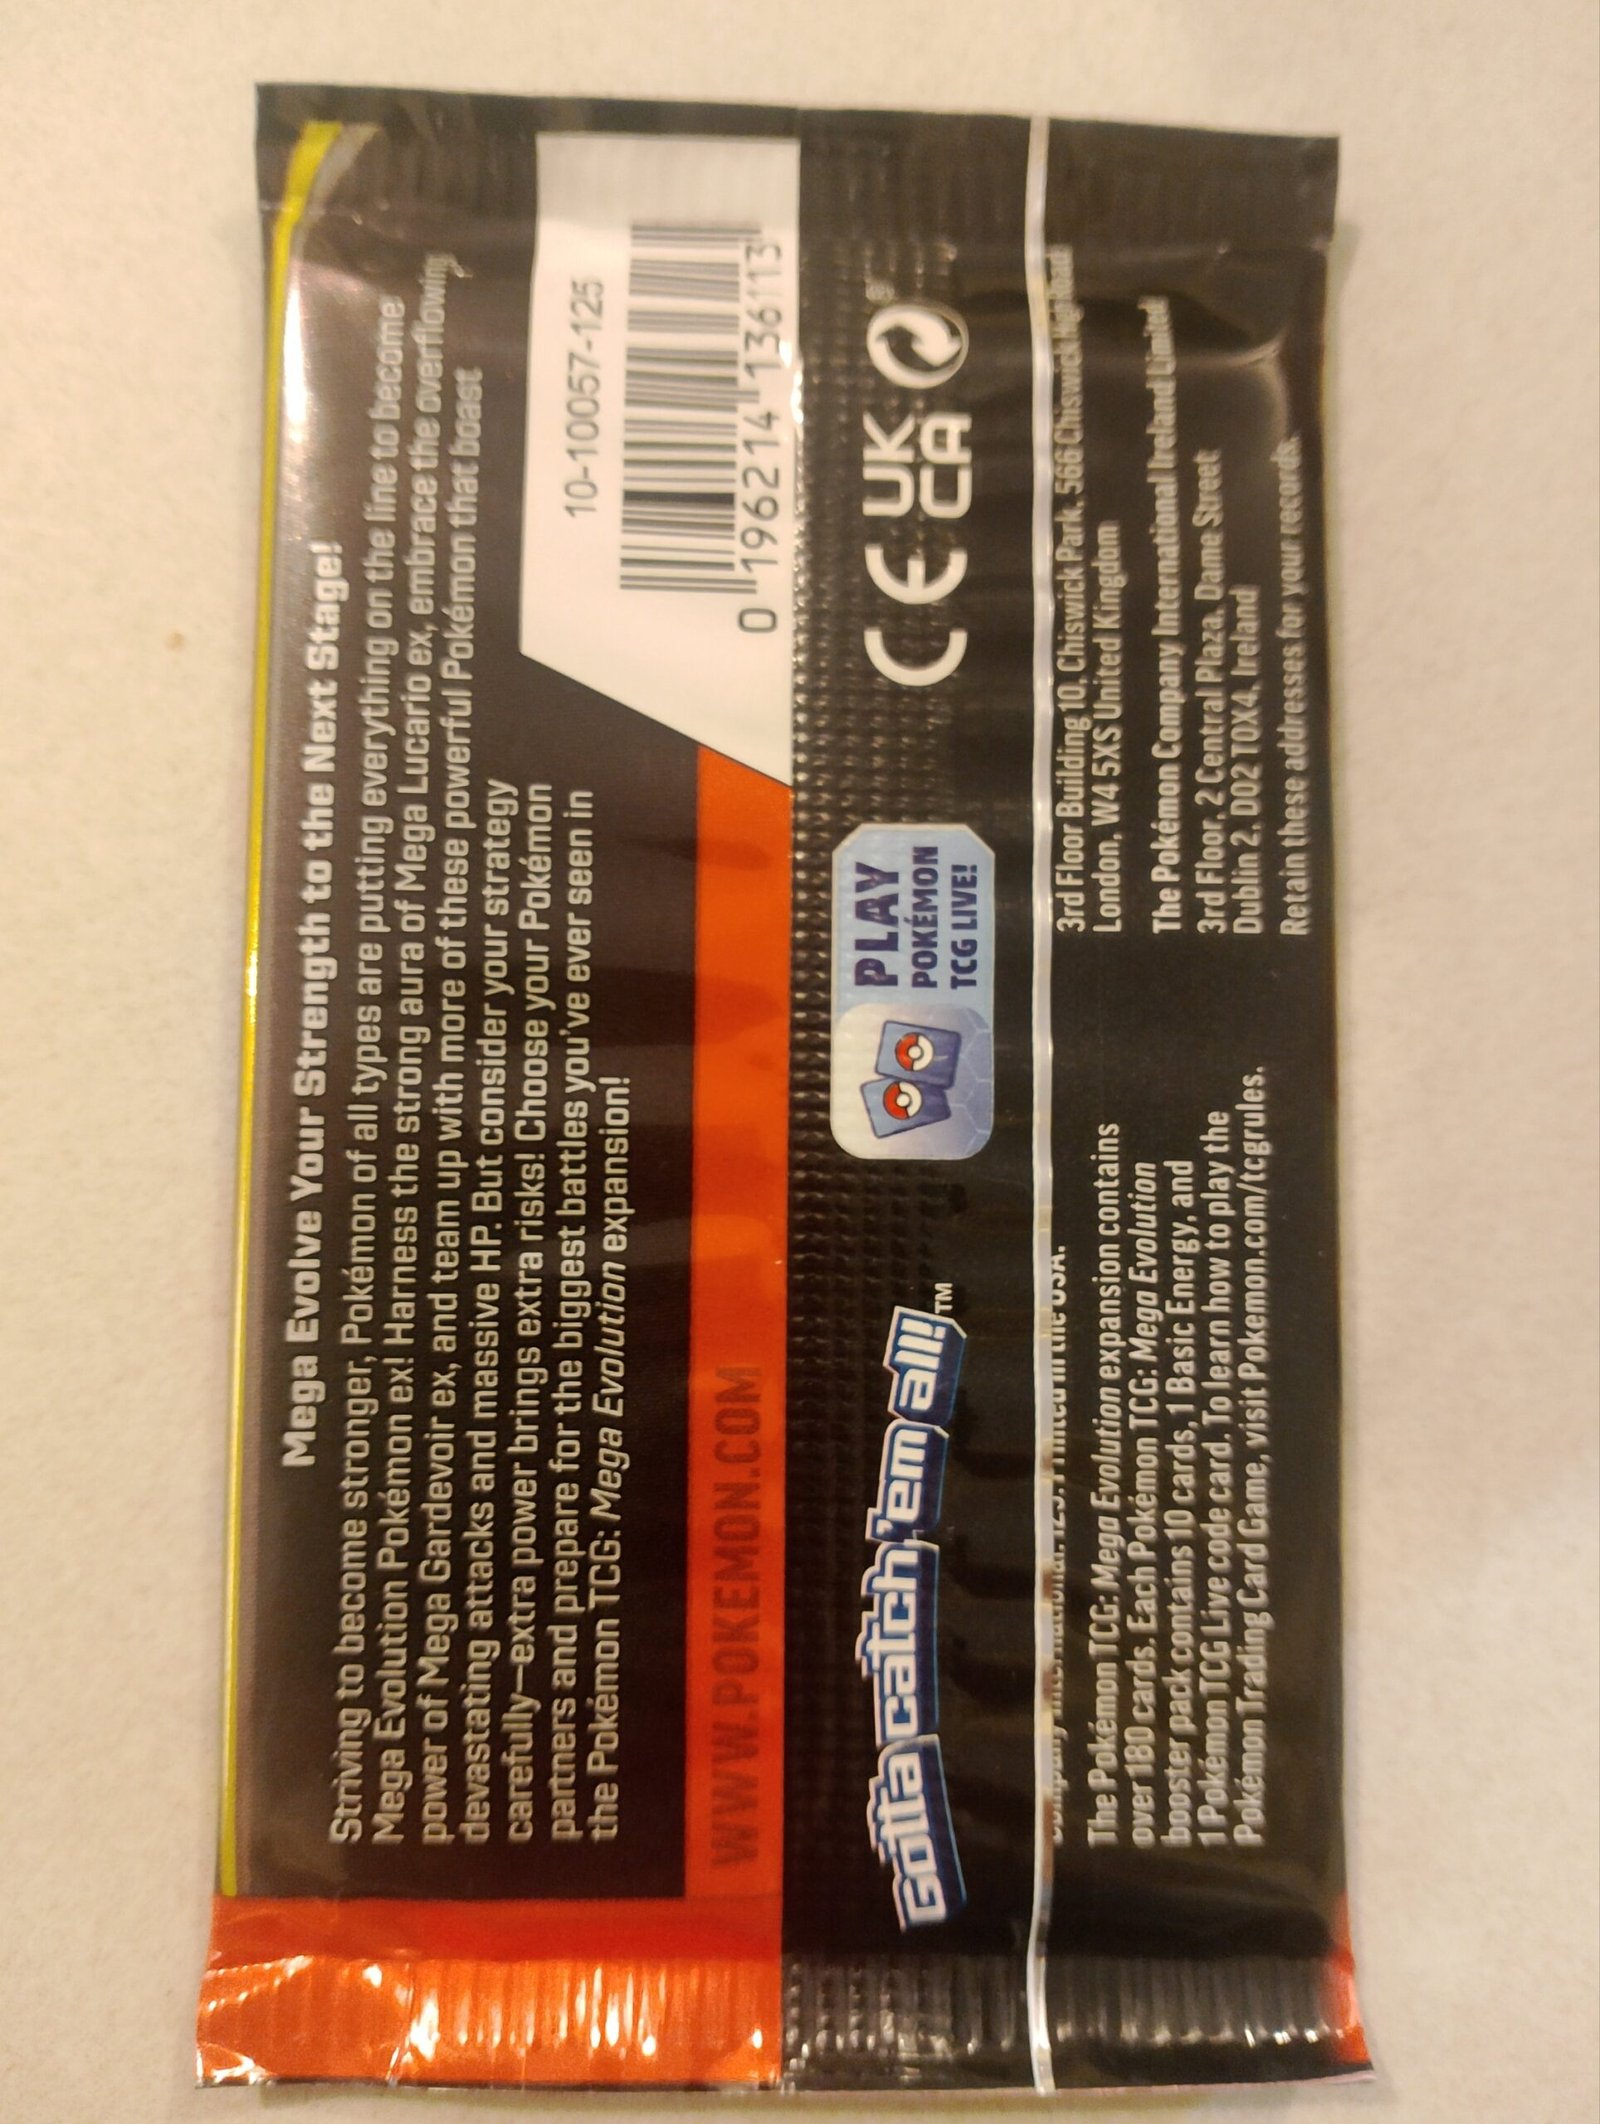 Mega Evolve Your Strength to the Next Stage!
Striving to become stronger, Pokémon of all types are putting everything on the line to become
Mega Evolution Pokémon ex! Harness the strong aura of Mega Lucario ex, embrace the overflowing
power of Mega Gardevoir ex, and team up with more of these powerful Pokémon that boast
devastating attacks and massive HP. But consider your strategy
carefully—extra power brings extra risks! Choose your Pokémon
partners and prepare for the biggest battles you've ever seen in
the Pokémon TCG: Mega Evolution expansion!
10-10057-125
0 196214 136113
WWW.POKEMON.COM
Gotta catch 'em all!™
PLAY
POKÉMON
TCG LIVE!
CE UK
CA
in the USA.
The Pokémon TCG: Mega Evolution expansion contains
over 180 cards. Each Pokémon TCG: Mega Evolution
booster pack contains 10 cards, 1 Basic Energy, and
1 Pokémon TCG Live code card. To learn how to play the
Pokémon Trading Card Game, visit Pokemon.com/tcgrules.
3rd Floor Building 10, Chiswick Park, 566 Chiswick High Road
London, W4 5XS United Kingdom
The Pokémon Company International Ireland Limited
3rd Floor, 2 Central Plaza, Dame Street
Dublin 2, D02 T0X4, Ireland
Retain these addresses for your records.